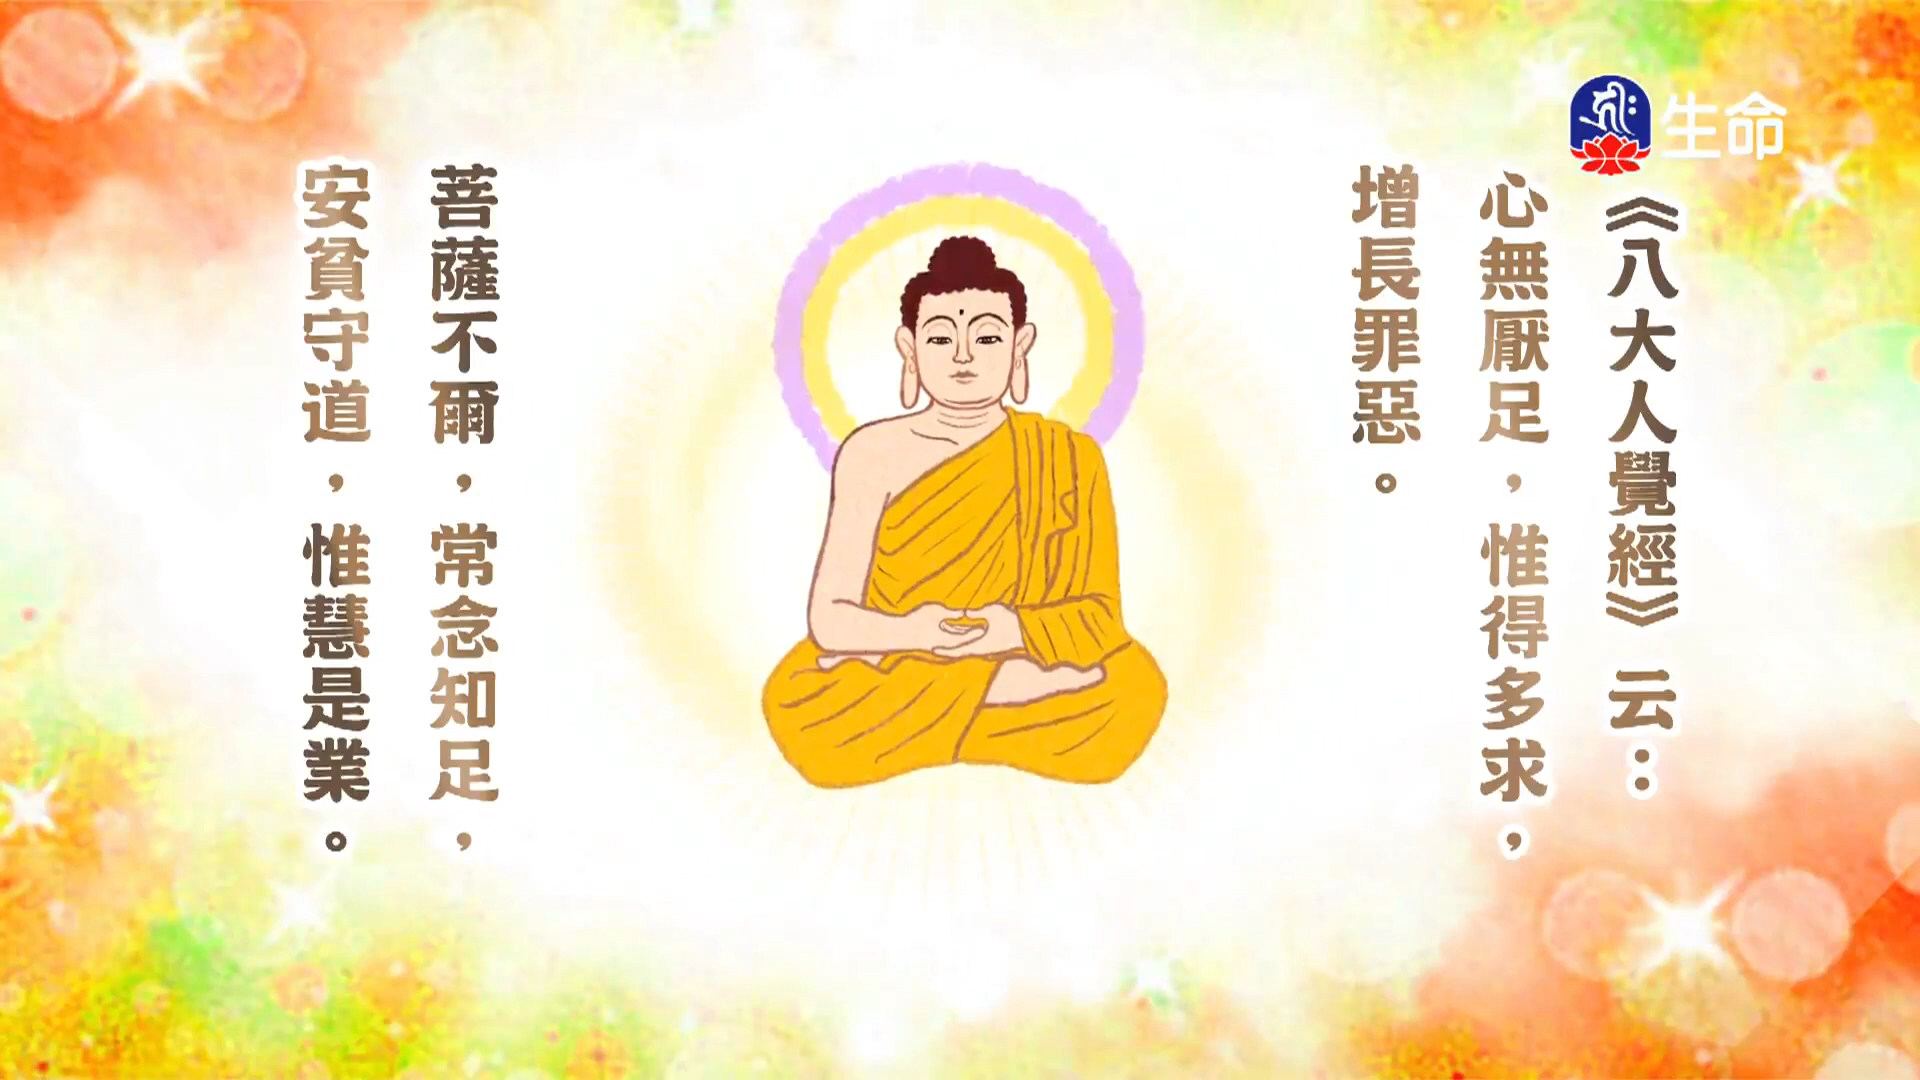 生命
《八大人覺經》云：
心無厭足，惟得多求，
增長罪惡。
菩薩不爾，常念知足，
安貧守道，惟慧是業。